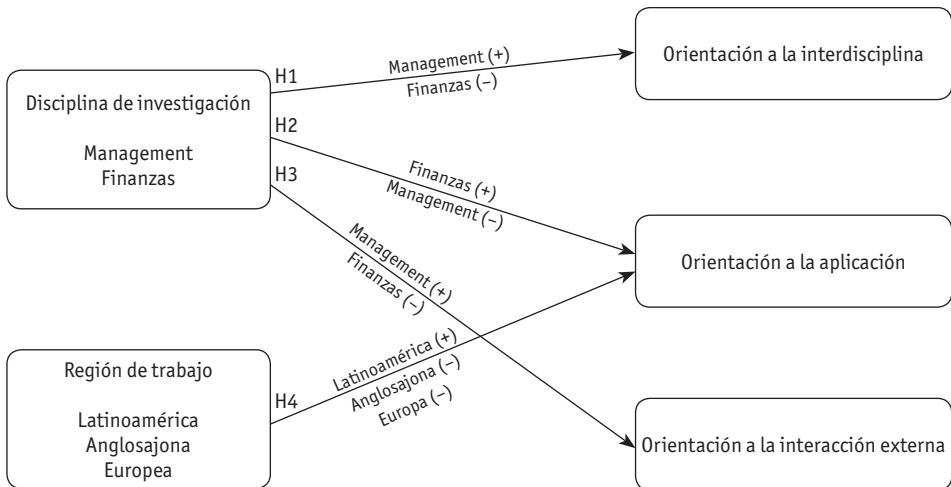 Disciplina de investigación
Management
Finanzas
H1
Management (+)
Finanzas (−)
Orientación a la interdisciplina
H2
Finanzas (+)
Management (−)
Orientación a la aplicación
H3
Management (+)
Finanzas (−)
Orientación a la interacción externa
Región de trabajo
Latinoamérica
Anglosajona
Europea
H4
Latinoamérica (+)
Anglosajona (−)
Europa (−)